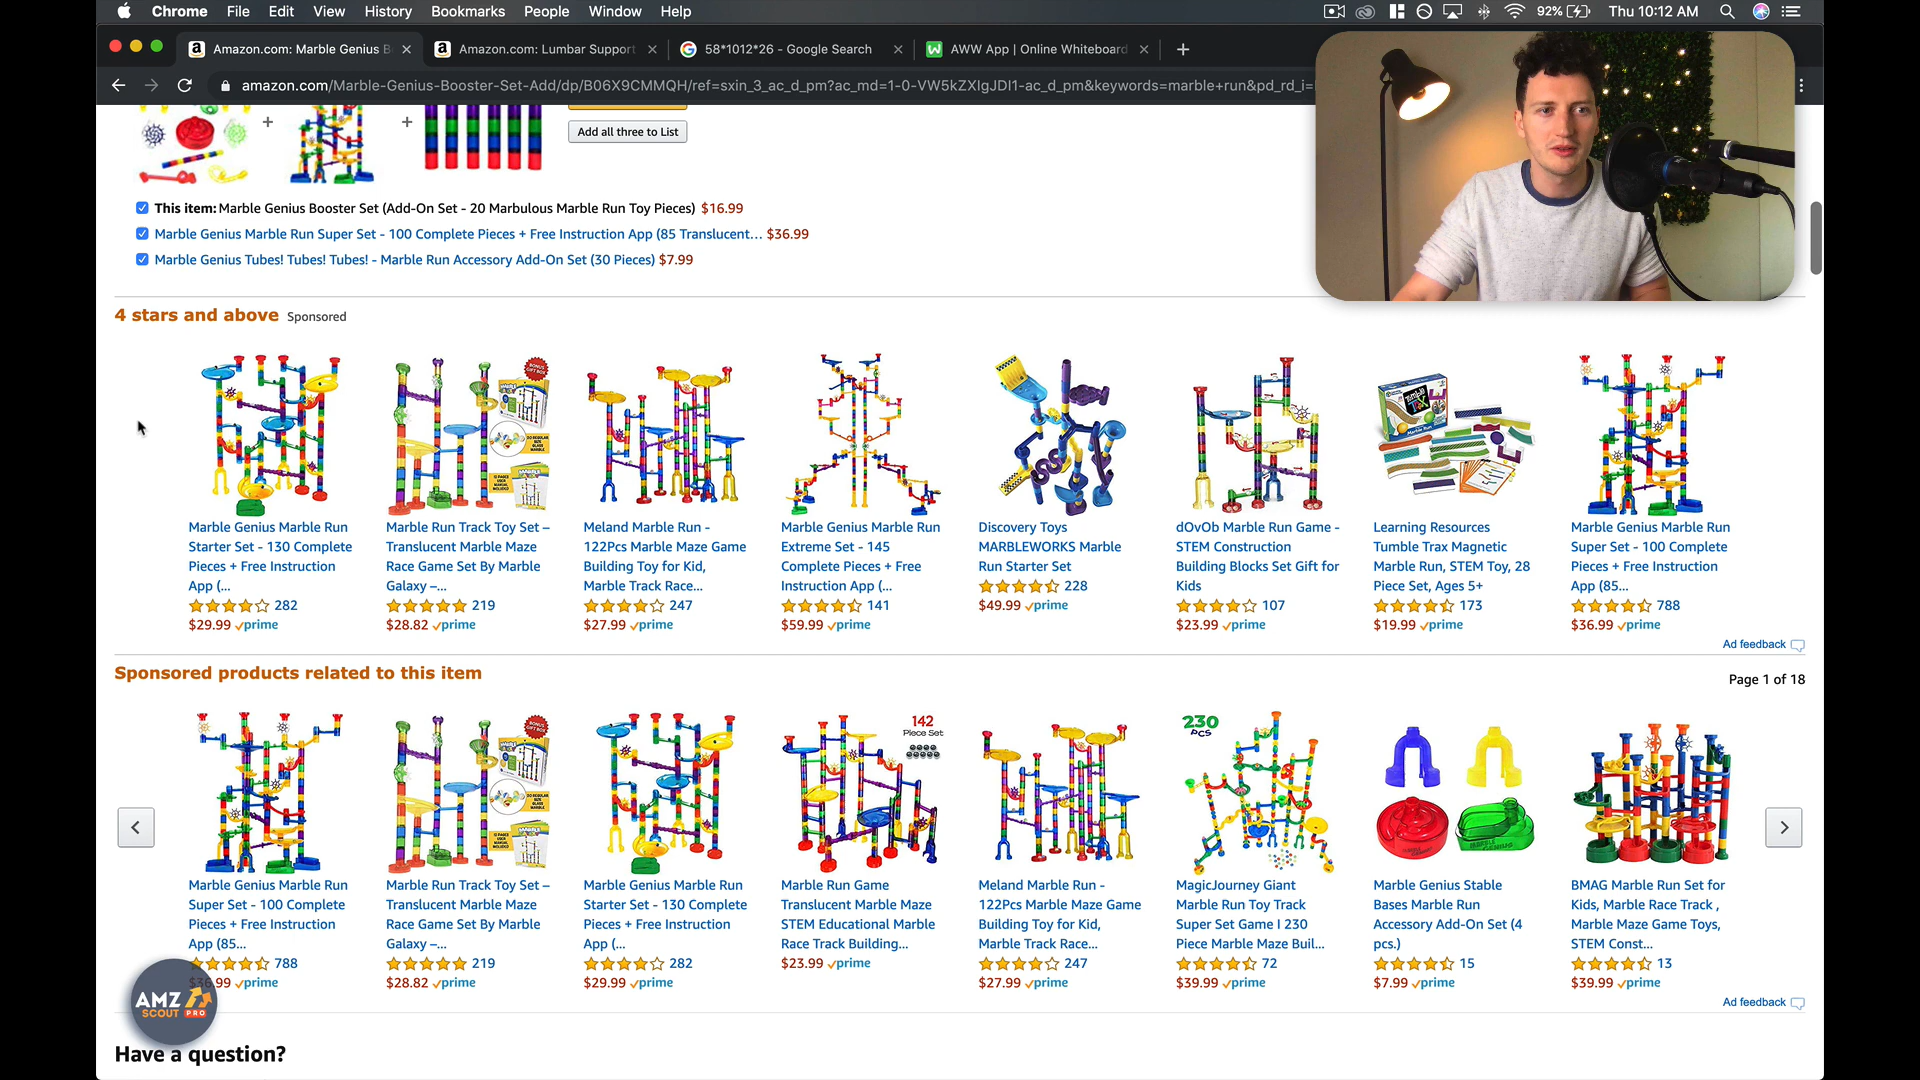 Chrome File Edit View History Bookmarks People Window Help 92% Thu 10:12 AM
Amazon.com: Marble Genius B Amazon.com: Lumbar Support 58*1012*26 - Google Search AWW App | Online Whiteboard
amazon.com/Marble-Genius-Booster-Set-Add/dp/B06X9CMMQH/ref=sxin_3_ac_d_pm?ac_md=1-0-VW5kZXIgJDI1-ac_d_pm&keywords=marble+run&pd_rd_i=
+ + Add all three to List
This item: Marble Genius Booster Set (Add-On Set - 20 Marbulous Marble Run Toy Pieces) $16.99
Marble Genius Marble Run Super Set - 100 Complete Pieces + Free Instruction App (85 Translucent... $36.99
Marble Genius Tubes! Tubes! Tubes! - Marble Run Accessory Add-On Set (30 Pieces) $7.99
4 stars and above Sponsored
Marble Genius Marble Run
Starter Set - 130 Complete
Pieces + Free Instruction
App (...
282
$29.99 prime
Marble Run Track Toy Set –
Translucent Marble Maze
Race Game Set By Marble
Galaxy –...
219
$28.82 prime
Meland Marble Run -
122Pcs Marble Maze Game
Building Toy for Kid,
Marble Track Race...
247
$27.99 prime
Marble Genius Marble Run
Extreme Set - 145
Complete Pieces + Free
Instruction App (...
141
$59.99 prime
Discovery Toys
MARBLEWORKS Marble
Run Starter Set
228
$49.99 prime
dOvOb Marble Run Game -
STEM Construction
Building Blocks Set Gift for
Kids
107
$23.99 prime
Learning Resources
Tumble Trax Magnetic
Marble Run, STEM Toy, 28
Piece Set, Ages 5+
173
$19.99 prime
Marble Genius Marble Run
Super Set - 100 Complete
Pieces + Free Instruction
App (85...
788
$36.99 prime
Ad feedback
Sponsored products related to this item
Page 1 of 18
Marble Genius Marble Run
Super Set - 100 Complete
Pieces + Free Instruction
App (85...
788
$36.99 prime
Marble Run Track Toy Set –
Translucent Marble Maze
Race Game Set By Marble
Galaxy –...
219
$28.82 prime
Marble Genius Marble Run
Starter Set - 130 Complete
Pieces + Free Instruction
App (...
282
$29.99 prime
142
Piece Set
Marble Run Game
Translucent Marble Maze
STEM Educational Marble
Race Track Building...
$23.99 prime
Meland Marble Run -
122Pcs Marble Maze Game
Building Toy for Kid,
Marble Track Race...
247
$27.99 prime
230
PCS
MagicJourney Giant
Marble Run Toy Track
Super Set Game I 230
Piece Marble Maze Buil...
72
$39.99 prime
Marble Genius Stable
Bases Marble Run
Accessory Add-On Set (4
pcs.)
15
$7.99 prime
BMAG Marble Run Set for
Kids, Marble Race Track ,
Marble Maze Game Toys,
STEM Const...
13
$39.99 prime
Ad feedback
AMZ
SCOUT PRO
Have a question?